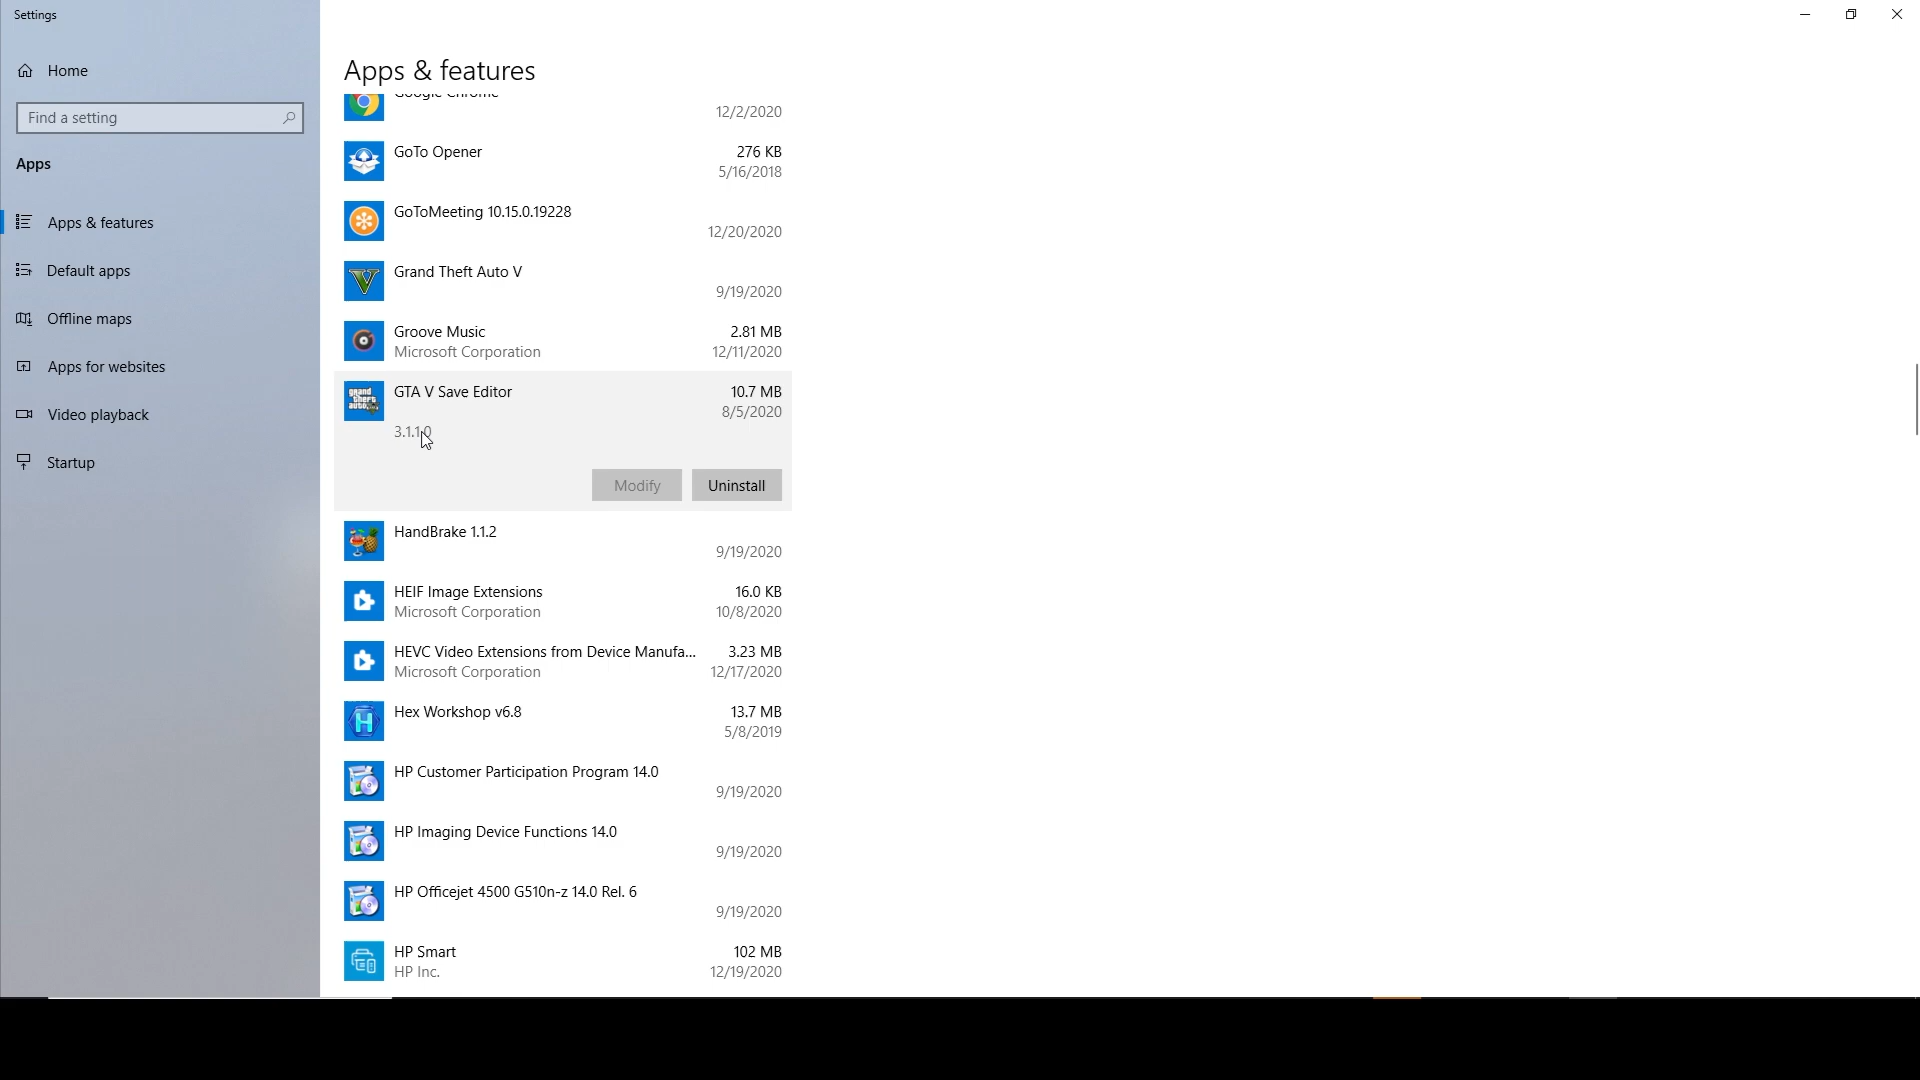 Settings
Home
Find a setting
Apps
Apps & features
Default apps
Offline maps
Apps for websites
Video playback
Startup
Apps & features
Google Chrome
12/2/2020
GoTo Opener 276 KB
5/16/2018
GoToMeeting 10.15.0.19228
12/20/2020
Grand Theft Auto V
9/19/2020
Groove Music 2.81 MB
Microsoft Corporation 12/11/2020
GTA V Save Editor 10.7 MB
8/5/2020
3.1.1.0
Modify Uninstall
HandBrake 1.1.2
9/19/2020
HEIF Image Extensions 16.0 KB
Microsoft Corporation 10/8/2020
HEVC Video Extensions from Device Manufa... 3.23 MB
Microsoft Corporation 12/17/2020
Hex Workshop v6.8 13.7 MB
5/8/2019
HP Customer Participation Program 14.0
9/19/2020
HP Imaging Device Functions 14.0
9/19/2020
HP Officejet 4500 G510n-z 14.0 Rel. 6
9/19/2020
HP Smart 102 MB
HP Inc. 12/19/2020